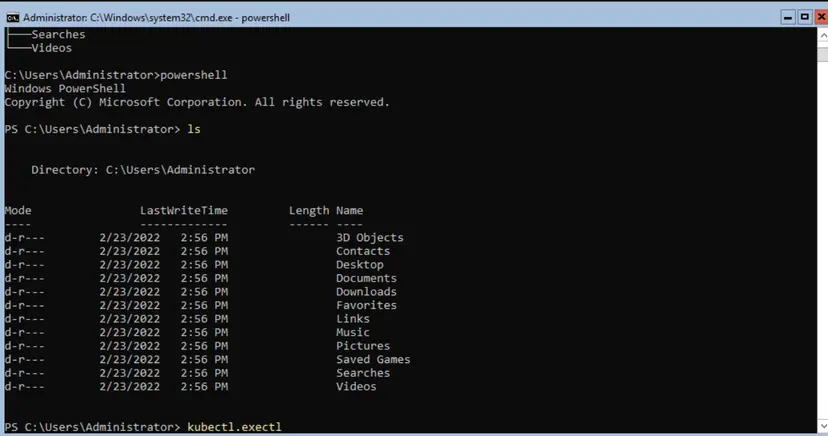 Administrator: C:\Windows\system32\cmd.exe - powershell
├───Searches
└───Videos
C:\Users\Administrator>powershell
Windows PowerShell
Copyright (C) Microsoft Corporation. All rights reserved.
PS C:\Users\Administrator> ls
Directory: C:\Users\Administrator
Mode LastWriteTime Length Name
---- ------------- ------ ----
d-r--- 2/23/2022 2:56 PM 3D Objects
d-r--- 2/23/2022 2:56 PM Contacts
d-r--- 2/23/2022 2:56 PM Desktop
d-r--- 2/23/2022 2:56 PM Documents
d-r--- 2/23/2022 2:56 PM Downloads
d-r--- 2/23/2022 2:56 PM Favorites
d-r--- 2/23/2022 2:56 PM Links
d-r--- 2/23/2022 2:56 PM Music
d-r--- 2/23/2022 2:56 PM Pictures
d-r--- 2/23/2022 2:56 PM Saved Games
d-r--- 2/23/2022 2:56 PM Searches
d-r--- 2/23/2022 2:56 PM Videos
PS C:\Users\Administrator> kubectl.exectl